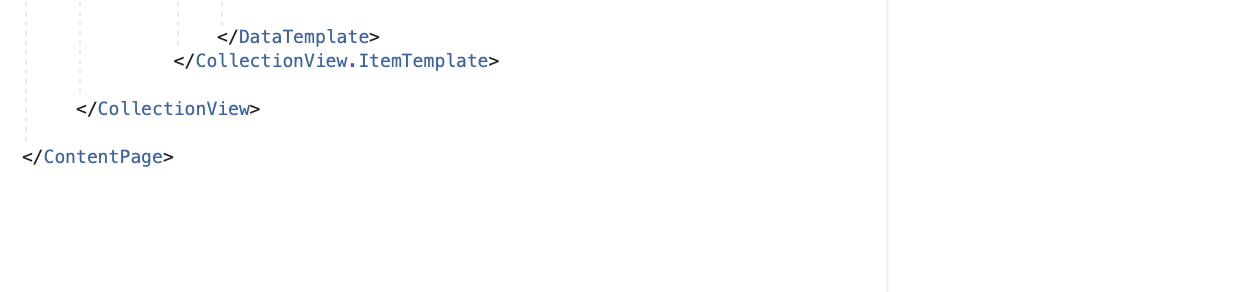 </DataTemplate>
</CollectionView.ItemTemplate>
</CollectionView>
</ContentPage>